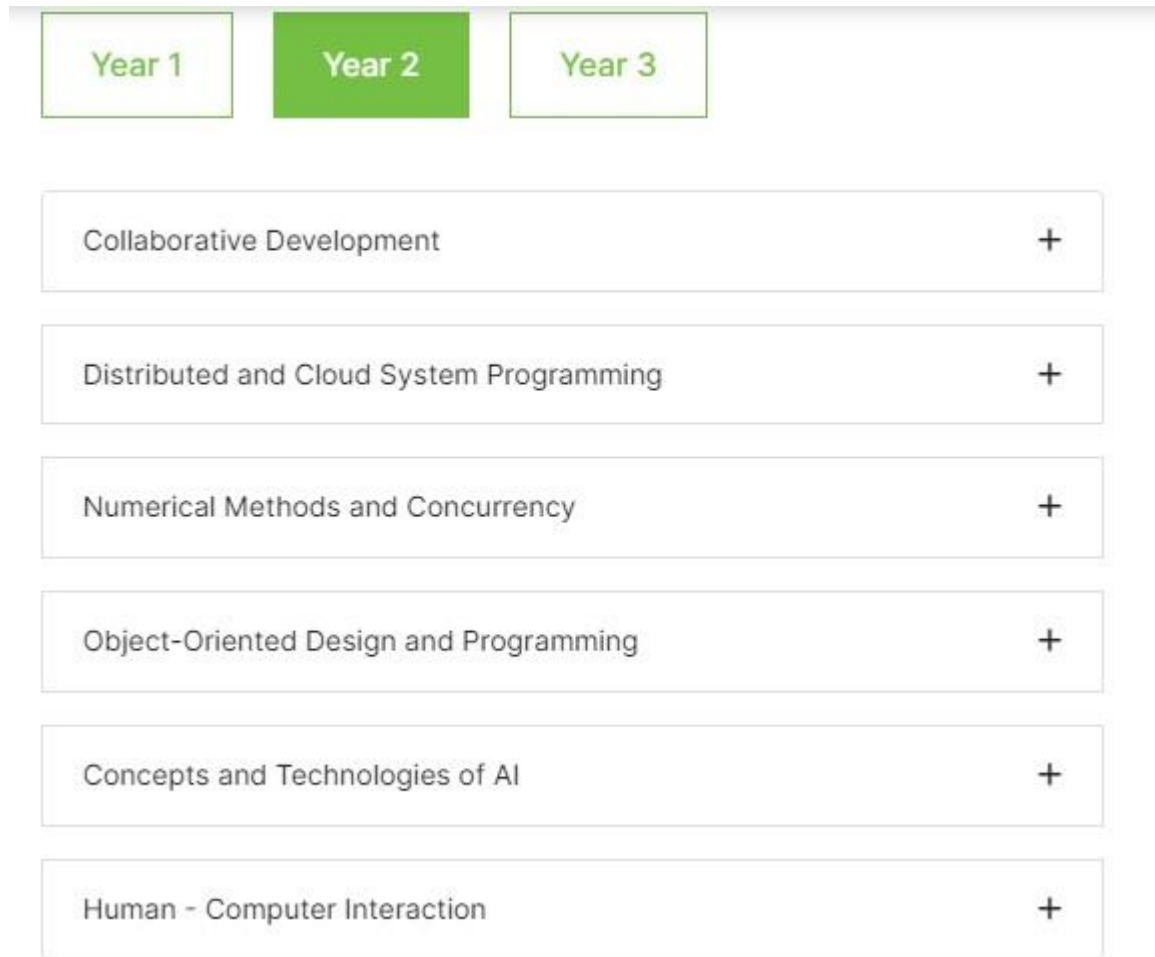 Year 1 Year 2 Year 3
Collaborative Development +
Distributed and Cloud System Programming +
Numerical Methods and Concurrency +
Object-Oriented Design and Programming +
Concepts and Technologies of AI +
Human - Computer Interaction +